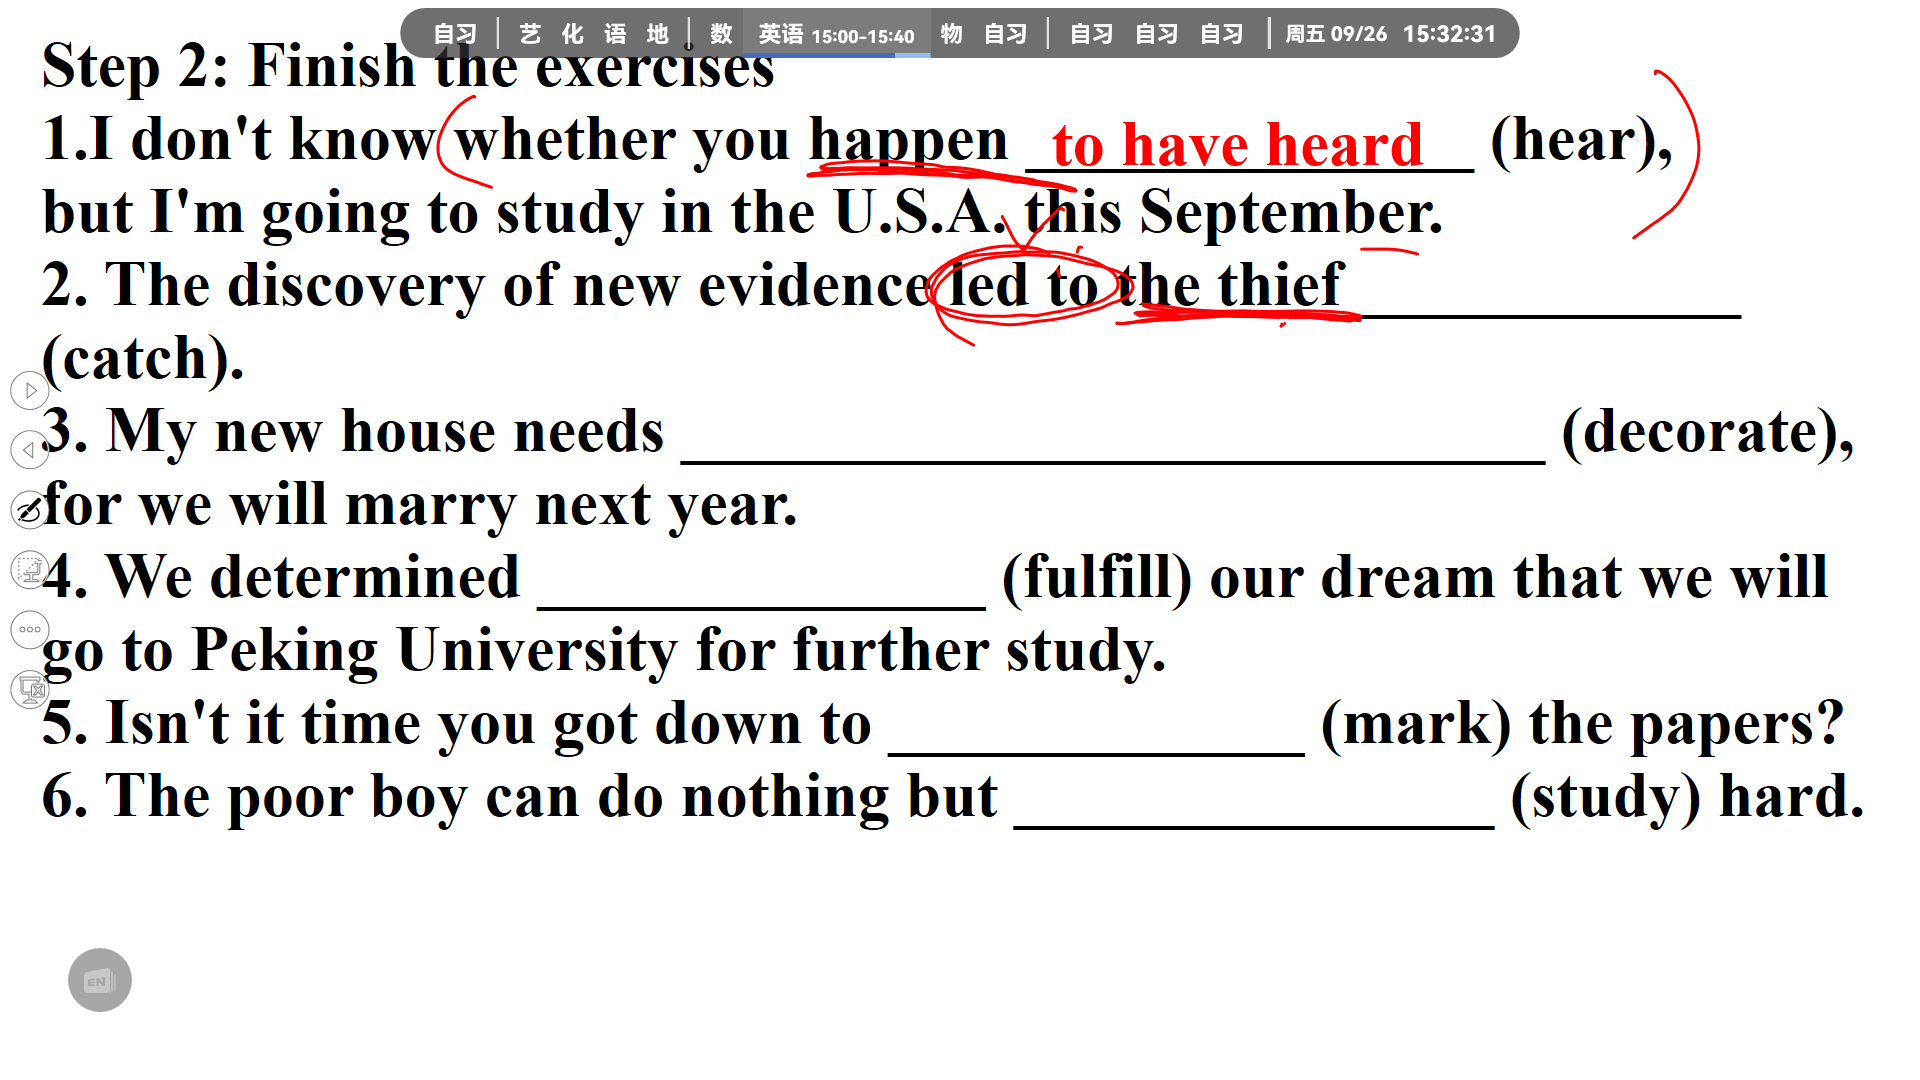 自习 艺 化 语 地 数 英语 15:00-15:40 物 自习 自习 自习 自习 周五 09/26 15:32:31
Step 2: Finish the exercises
1.I don't know whether you happen to have heard (hear),
but I'm going to study in the U.S.A. this September.
2. The discovery of new evidence led to the thief ____________
(catch).
3. My new house needs __________________________ (decorate),
for we will marry next year.
4. We determined ______________ (fulfill) our dream that we will
go to Peking University for further study.
5. Isn't it time you got down to _____________ (mark) the papers?
6. The poor boy can do nothing but _______________ (study) hard.
EN